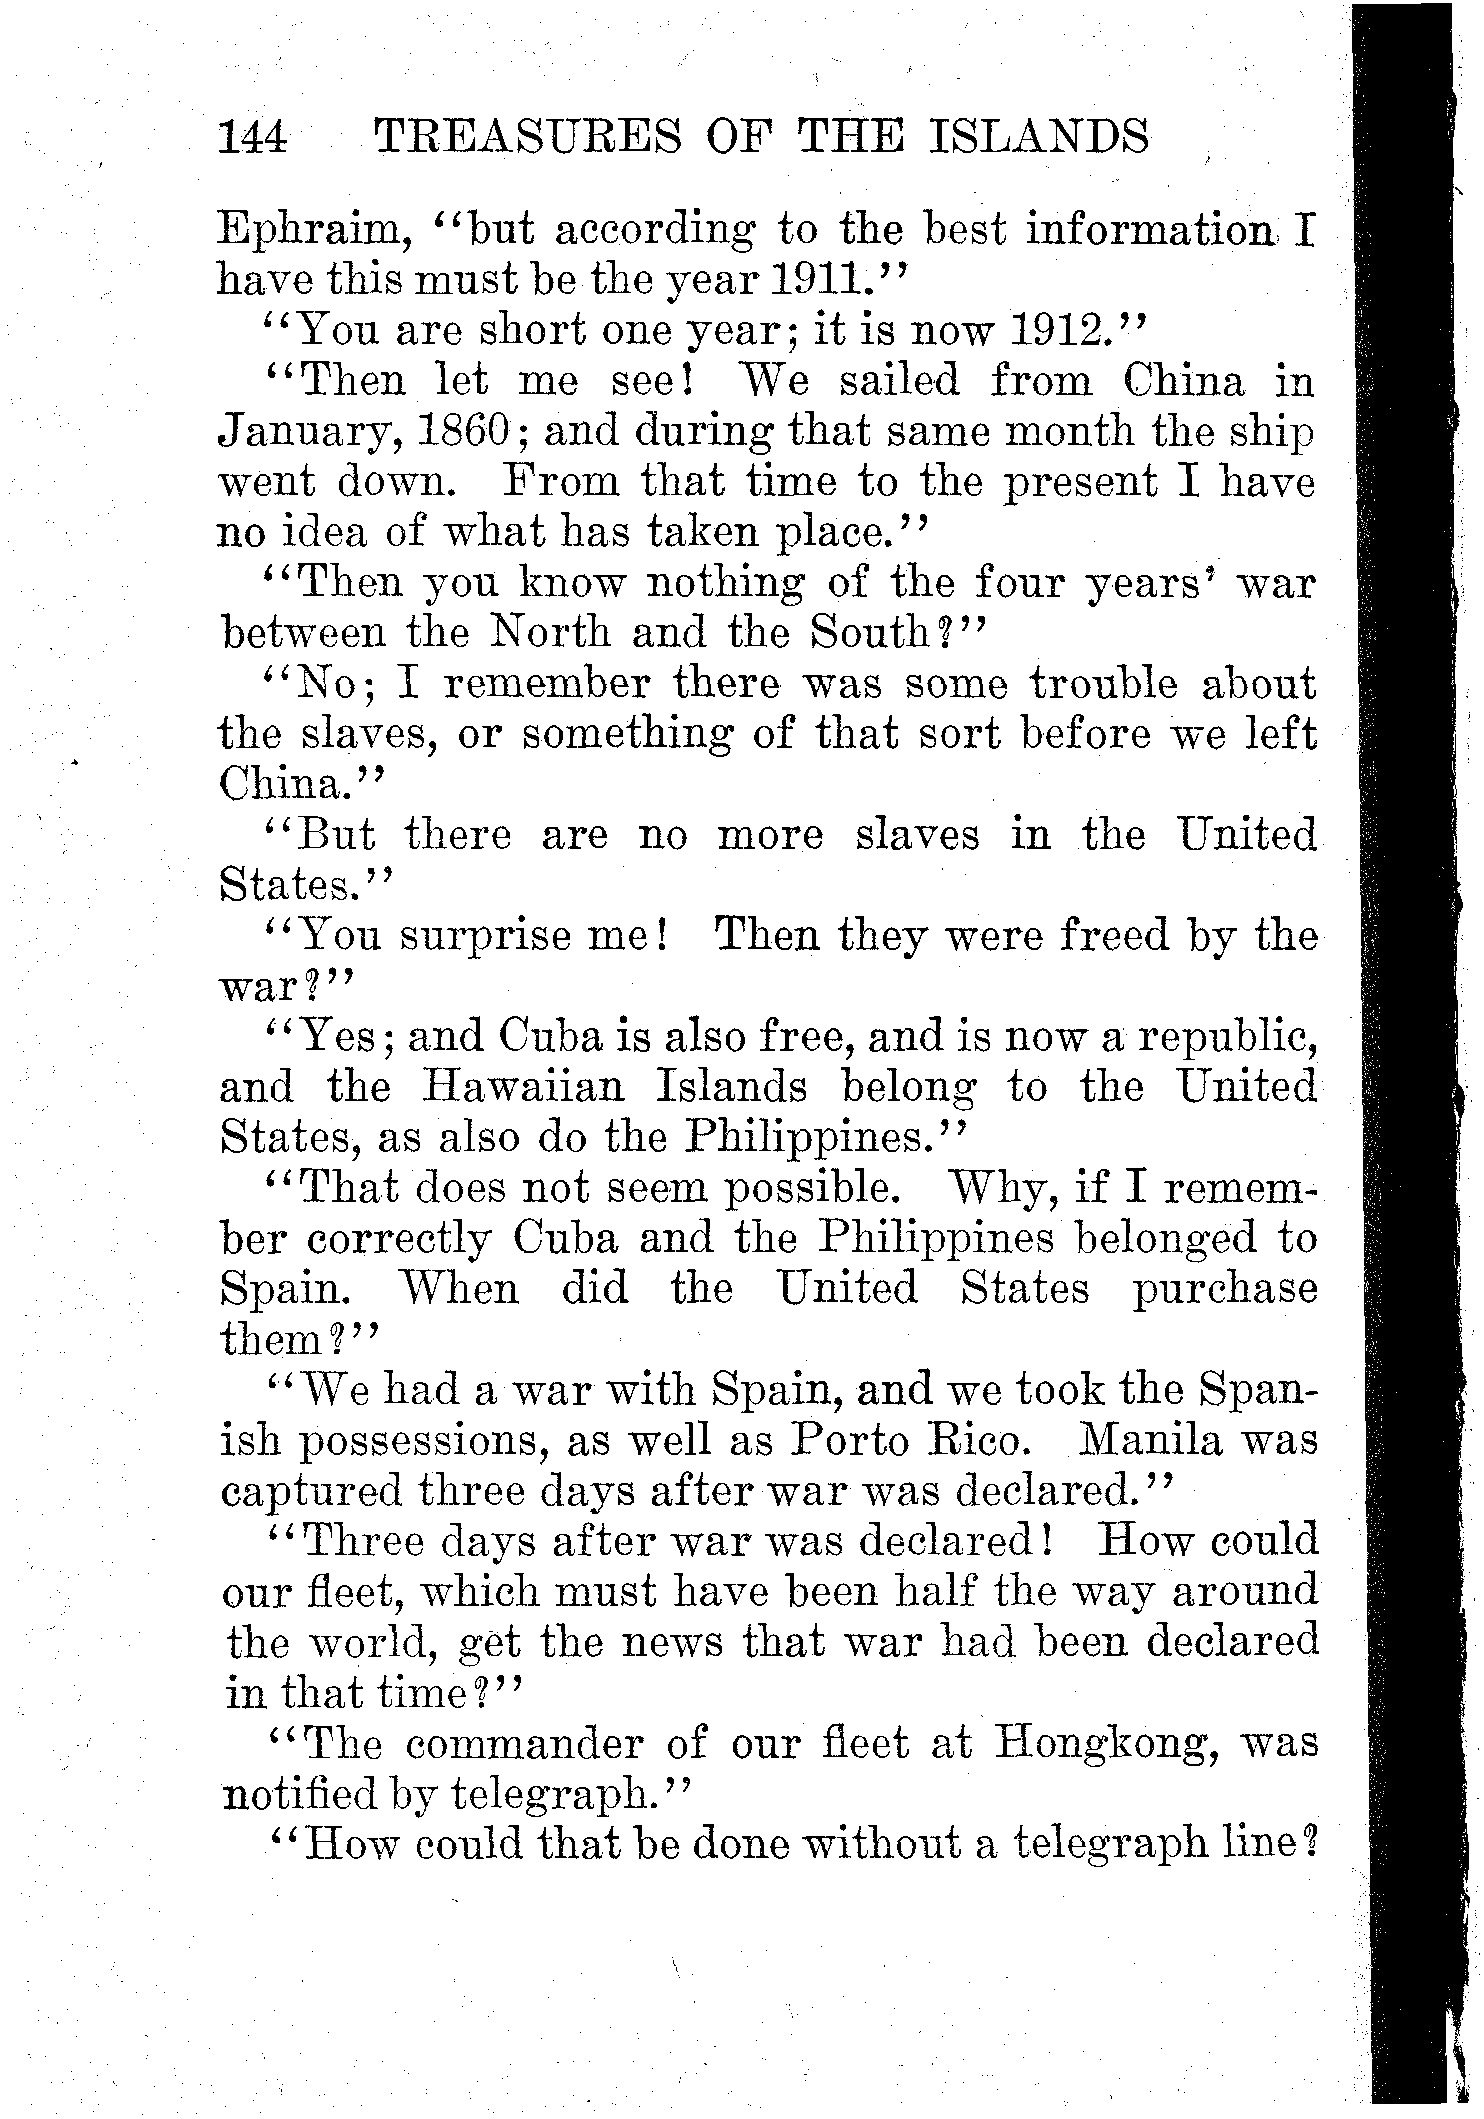 144 TREASURES OF THE ISLANDS
Ephraim, "but according to the best information I
have this must be the year 1911."
"You are short one year; it is now 1912."
"Then let me see! We sailed from China in
January, 1860; and during that same month the ship
went down. From that time to the present I have
no idea of what has taken place."
"Then you know nothing of the four years' war
between the North and the South?"
"No; I remember there was some trouble about
the slaves, or something of that sort before we left
China."
"But there are no more slaves in the United
States."
"You surprise me! Then they were freed by the
war?"
"Yes; and Cuba is also free, and is now a republic,
and the Hawaiian Islands belong to the United
States, as also do the Philippines."
"That does not seem possible. Why, if I remem-
ber correctly Cuba and the Philippines belonged to
Spain. When did the United States purchase
them?"
"We had a war with Spain, and we took the Span-
ish possessions, as well as Porto Rico. Manila was
captured three days after war was declared."
"Three days after war was declared! How could
our fleet, which must have been half the way around
the world, get the news that war had been declared
in that time?"
"The commander of our fleet at Hongkong, was
notified by telegraph."
"How could that be done without a telegraph line?